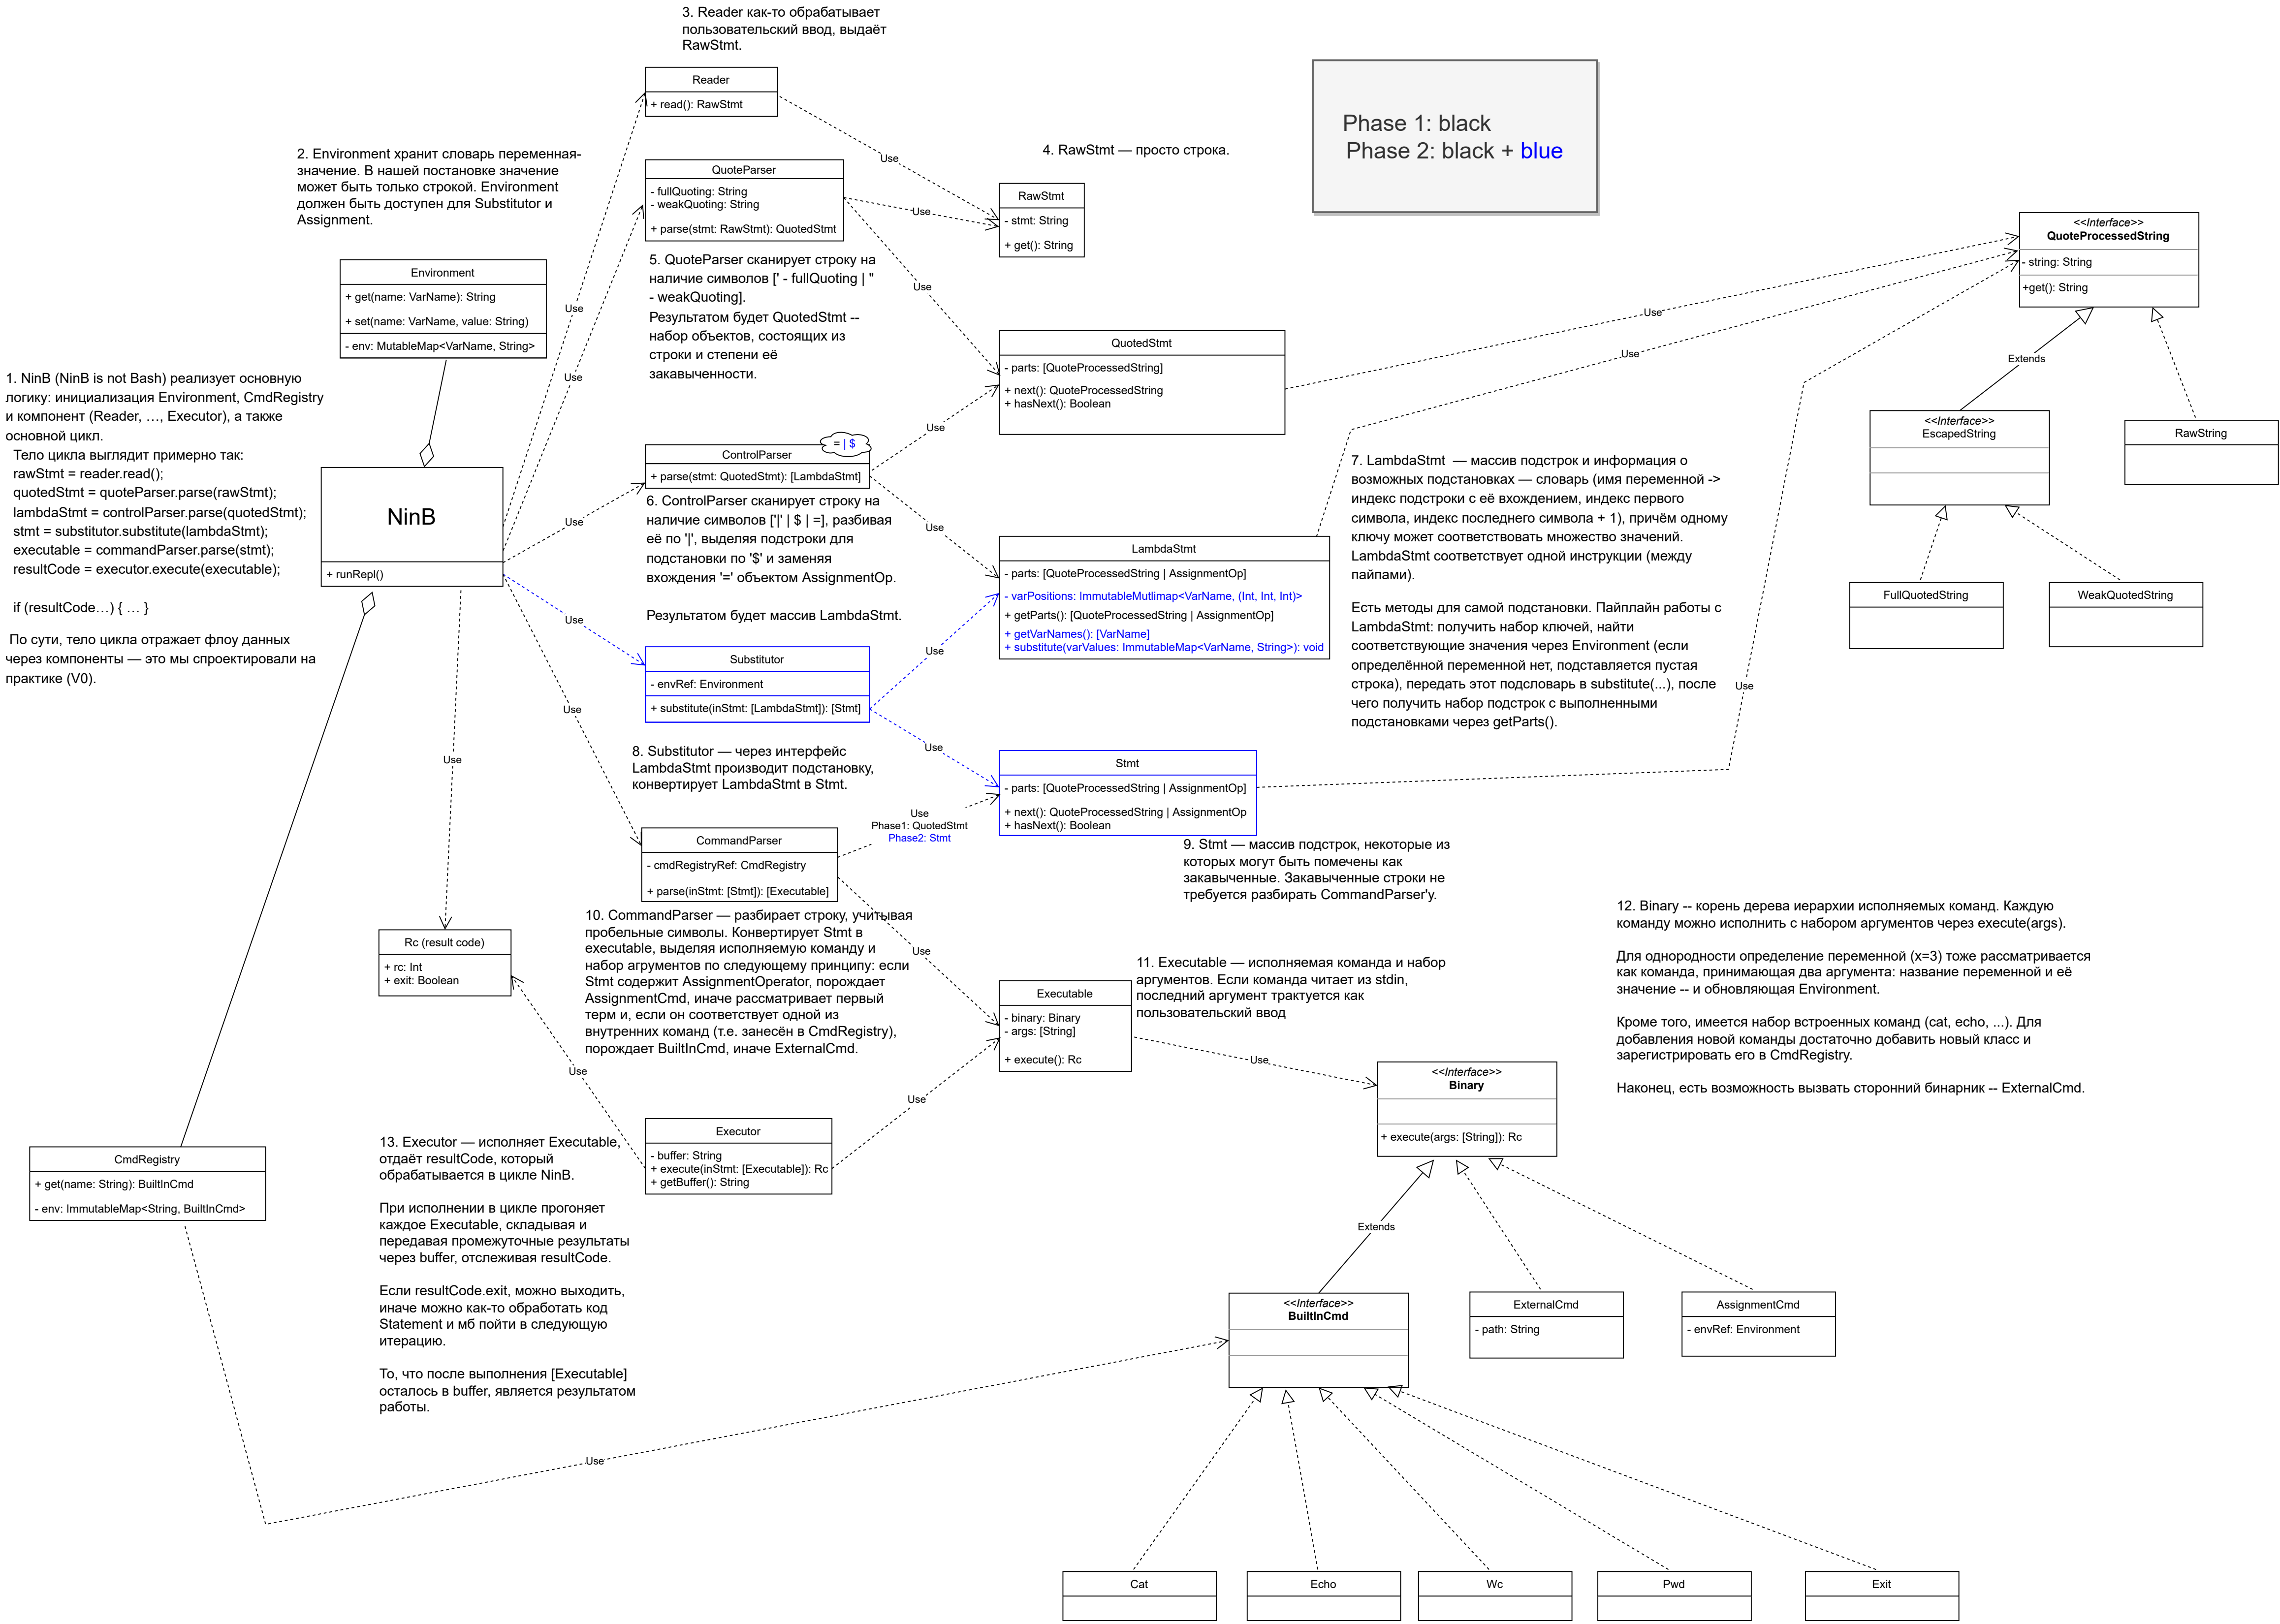 3. Reader как-то обрабатывает
пользовательский ввод, выдаёт
RawStmt.
Reader
+ read(): RawStmt
Phase 1: black
Phase 2: black + blue
2. Environment хранит словарь переменная-
значение. В нашей постановке значение
может быть только строкой. Environment
должен быть доступен для Substitutor и
Assignment.
Use
4. RawStmt — просто строка.
QuoteParser
- fullQuoting: String
- weakQuoting: String
+ parse(stmt: RawStmt): QuotedStmt
Use
RawStmt
- stmt: String
+ get(): String
<<Interface>>
QuoteProcessedString
- string: String
+get(): String
5. QuoteParser сканирует строку на
наличие символов [' - fullQuoting | "
- weakQuoting].
Результатом будет QuotedStmt --
набор объектов, состоящих из
строки и степени её
закавыченности.
Environment
+ get(name: VarName): String
+ set(name: VarName, value: String)
- env: MutableMap<VarName, String>
Use
Use
Use
Use
Use
QuotedStmt
- parts: [QuoteProcessedString]
+ next(): QuoteProcessedString
+ hasNext(): Boolean
Extends
<<Interface>>
EscapedString
RawString
1. NinB (NinB is not Bash) реализует основную
логику: инициализация Environment, CmdRegistry
и компонент (Reader, …, Executor), а также
основной цикл.
Тело цикла выглядит примерно так:
rawStmt = reader.read();
quotedStmt = quoteParser.parse(rawStmt);
lambdaStmt = controlParser.parse(quotedStmt);
stmt = substitutor.substitute(lambdaStmt);
executable = commandParser.parse(stmt);
resultCode = executor.execute(executable);
if (resultCode…) { … }
По сути, тело цикла отражает флоу данных
через компоненты — это мы спроектировали на
практике (V0).
NinB
+ runRepl()
Use
= | $
ControlParser
+ parse(stmt: QuotedStmt): [LambdaStmt]
6. ControlParser сканирует строку на
наличие символов ['|' | $ | =], разбивая
её по '|', выделяя подстроки для
подстановки по '$' и заменяя
вхождения '=' объектом AssignmentOp.
Результатом будет массив LambdaStmt.
Use
Use
LambdaStmt
- parts: [QuoteProcessedString | AssignmentOp]
- varPositions: ImmutableMutlimap<VarName, (Int, Int, Int)>
+ getParts(): [QuoteProcessedString | AssignmentOp]
+ getVarNames(): [VarName]
+ substitute(varValues: ImmutableMap<VarName, String>): void
7. LambdaStmt — массив подстрок и информация о
возможных подстановках — словарь (имя переменной ->
индекс подстроки с её вхождением, индекс первого
символа, индекс последнего символа + 1), причём одному
ключу может соответствовать множество значений.
LambdaStmt соответствует одной инструкции (между
пайпами).
Есть методы для самой подстановки. Пайплайн работы с
LambdaStmt: получить набор ключей, найти
соответствующие значения через Environment (если
определённой переменной нет, подставляется пустая
строка), передать этот подсловарь в substitute(...), после
чего получить набор подстрок с выполненными
подстановками через getParts().
FullQuotedString
WeakQuotedString
Use
Use
Substitutor
- envRef: Environment
+ substitute(inStmt: [LambdaStmt]): [Stmt]
Use
Use
Use
Use
8. Substitutor — через интерфейс
LambdaStmt производит подстановку,
конвертирует LambdaStmt в Stmt.
Stmt
- parts: [QuoteProcessedString | AssignmentOp]
+ next(): QuoteProcessedString | AssignmentOp
+ hasNext(): Boolean
Use
Phase1: QuotedStmt
Phase2: Stmt
CommandParser
- cmdRegistryRef: CmdRegistry
+ parse(inStmt: [Stmt]): [Executable]
9. Stmt — массив подстрок, некоторые из
которых могут быть помечены как
закавыченные. Закавыченные строки не
требуется разбирать CommandParser'у.
10. CommandParser — разбирает строку, учитывая
пробельные символы. Конвертирует Stmt в
executable, выделяя исполняемую команду и
набор агрументов по следующему принципу: если
Stmt содержит AssignmentOperator, порождает
AssignmentCmd, иначе рассматривает первый
терм и, если он соответствует одной из
внутренних команд (т.е. занесён в CmdRegistry),
порождает BuiltInCmd, иначе ExternalCmd.
Use
Rc (result code)
+ rc: Int
+ exit: Boolean
11. Executable — исполняемая команда и набор
аргументов. Если команда читает из stdin,
последний аргумент трактуется как
пользовательский ввод
Executable
- binary: Binary
- args: [String]
+ execute(): Rc
12. Binary -- корень дерева иерархии исполняемых команд. Каждую
команду можно исполнить с набором аргументов через execute(args).
Для однородности определение переменной (x=3) тоже рассматривается
как команда, принимающая два аргумента: название переменной и её
значение -- и обновляющая Environment.
Кроме того, имеется набор встроенных команд (cat, echo, ...). Для
добавления новой команды достаточно добавить новый класс и
зарегистрировать его в CmdRegistry.
Наконец, есть возможность вызвать сторонний бинарник -- ExternalCmd.
Use
Use
Use
<<Interface>>
Binary
+ execute(args: [String]): Rc
Executor
- buffer: String
+ execute(inStmt: [Executable]): Rc
+ getBuffer(): String
13. Executor — исполняет Executable,
отдаёт resultCode, который
обрабатывается в цикле NinB.
При исполнении в цикле прогоняет
каждое Executable, складывая и
передавая промежуточные результаты
через buffer, отслеживая resultCode.
Если resultCode.exit, можно выходить,
иначе можно как-то обработать код
Statement и мб пойти в следующую
итерацию.
То, что после выполнения [Executable]
осталось в buffer, является результатом
работы.
CmdRegistry
+ get(name: String): BuiltInCmd
- env: ImmutableMap<String, BuiltInCmd>
Extends
<<Interface>>
BuiltInCmd
ExternalCmd
- path: String
AssignmentCmd
- envRef: Environment
Use
Cat
Echo
Wc
Pwd
Exit